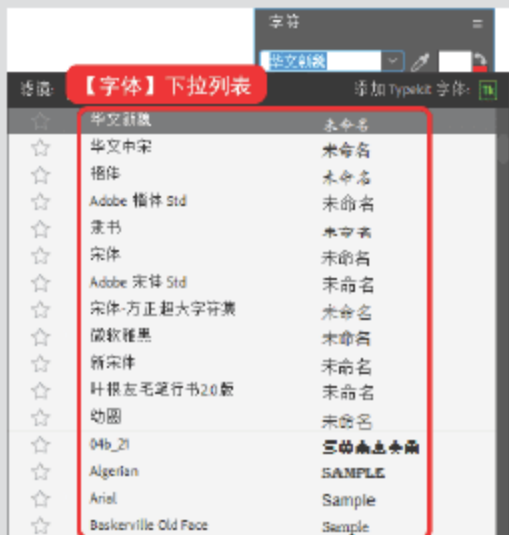 字符
华文新魏
滤镜: 【字体】下拉列表 添加 Typekit 字体: Tk
华文新魏 未命名
华文中宋 未命名
楷体 未命名
Adobe 楷体 Std 未命名
隶书 未命名
宋体 未命名
Adobe 宋体 Std 未命名
宋体-方正超大字符集 未命名
微软雅黑 未命名
新宋体 未命名
叶根友毛笔行书2.0版 未命名
幼圆 未命名
04b_21
Algerian SAMPLE
Arial Sample
Baskerville Old Face Sample